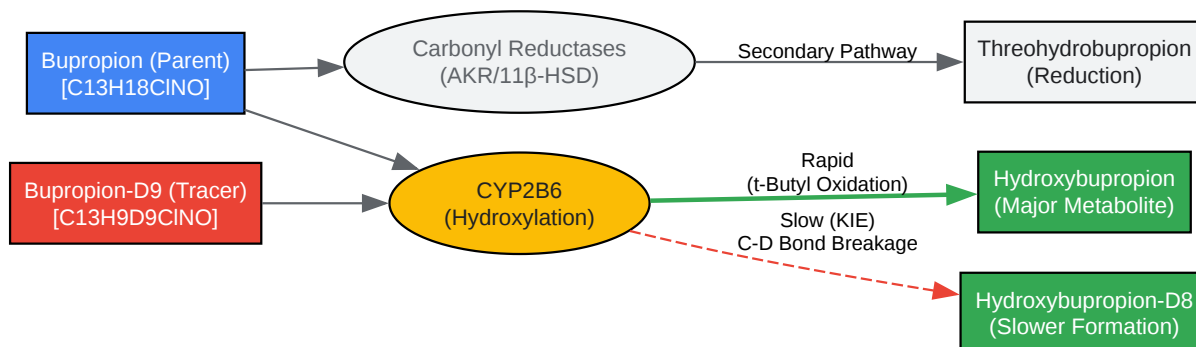 Bupropion (Parent)
[C13H18ClNO]
Carbonyl Reductases
(AKR/11β-HSD)
Secondary Pathway
Threohydrobupropion
(Reduction)
Bupropion-D9 (Tracer)
[C13H9D9ClNO]
CYP2B6
(Hydroxylation)
Rapid
(t-Butyl Oxidation)
Hydroxybupropion
(Major Metabolite)
Slow (KIE)
C-D Bond Breakage
Hydroxybupropion-D8
(Slower Formation)